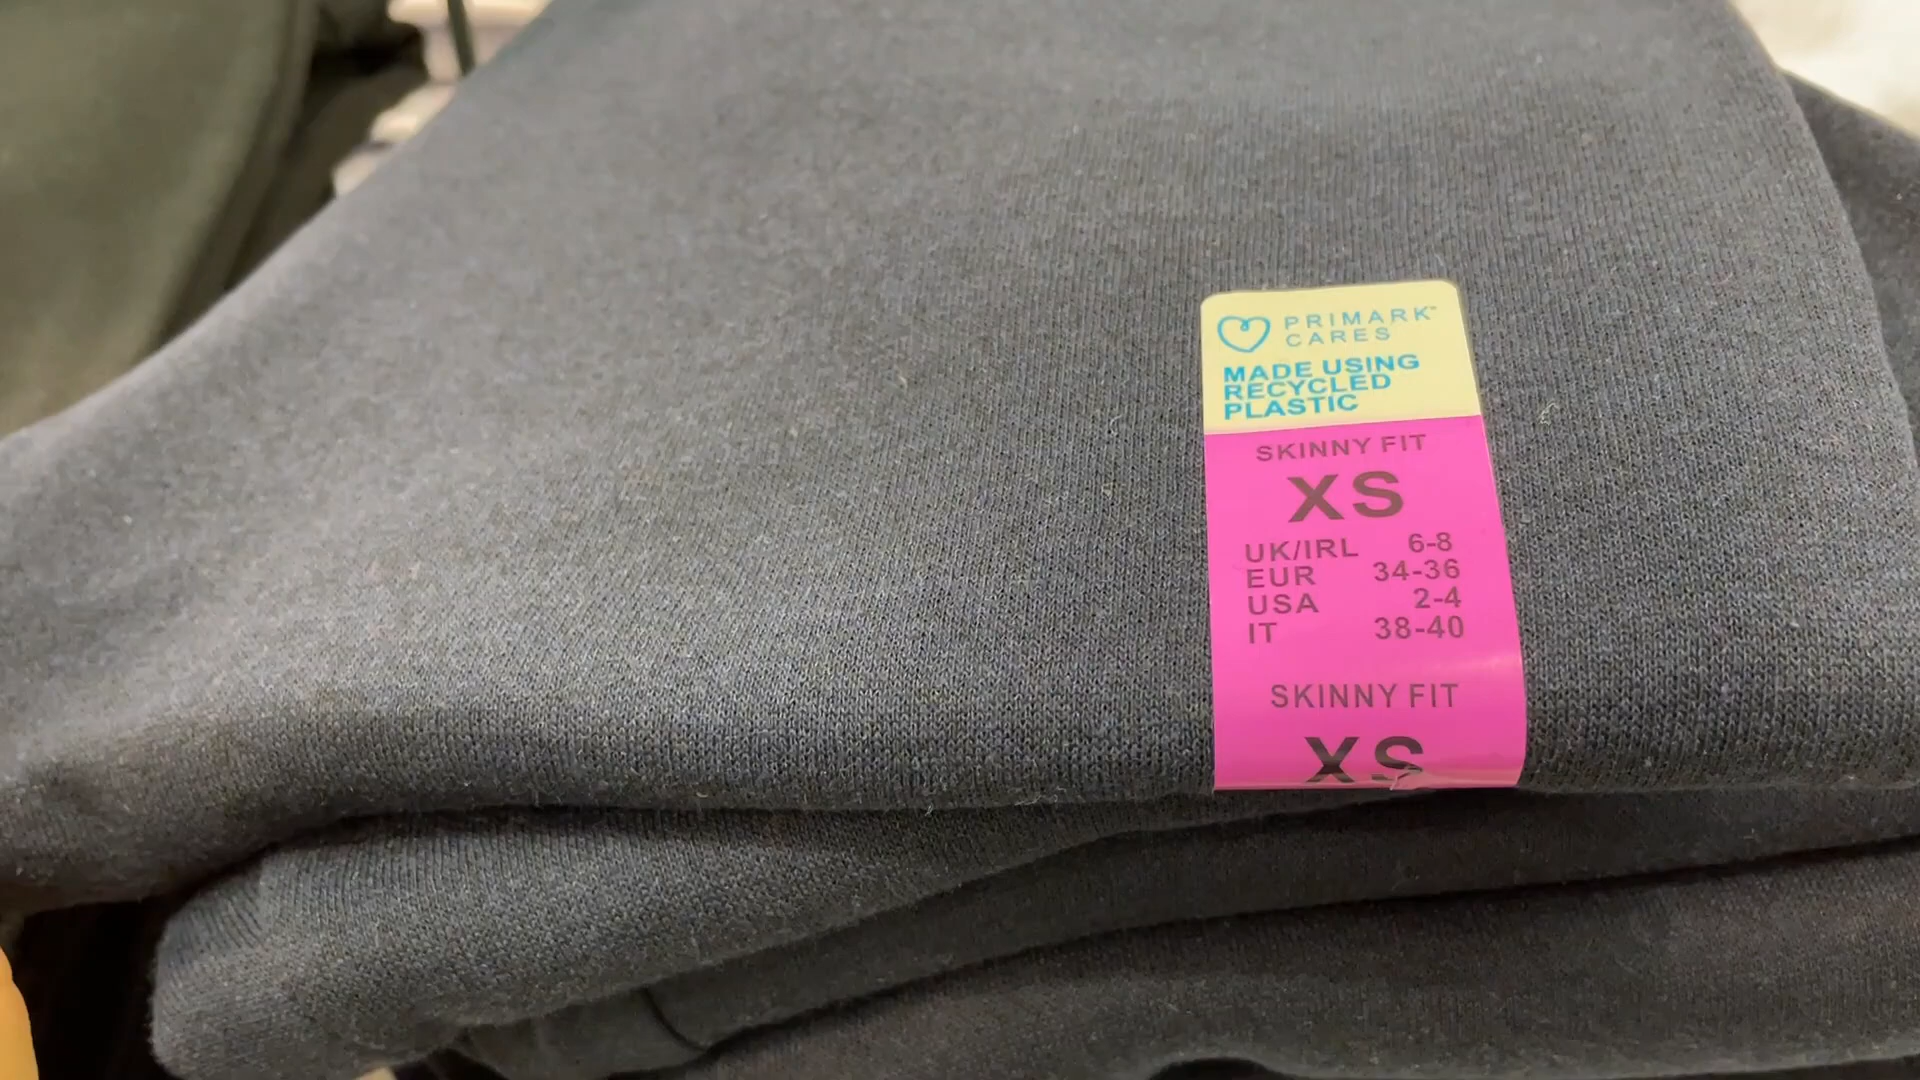 PRIMARK™
CARES
MADE USING
RECYCLED
PLASTIC
SKINNY FIT
XS
UK/IRL 6-8
EUR 34-36
USA 2-4
IT 38-40
SKINNY FIT
XS